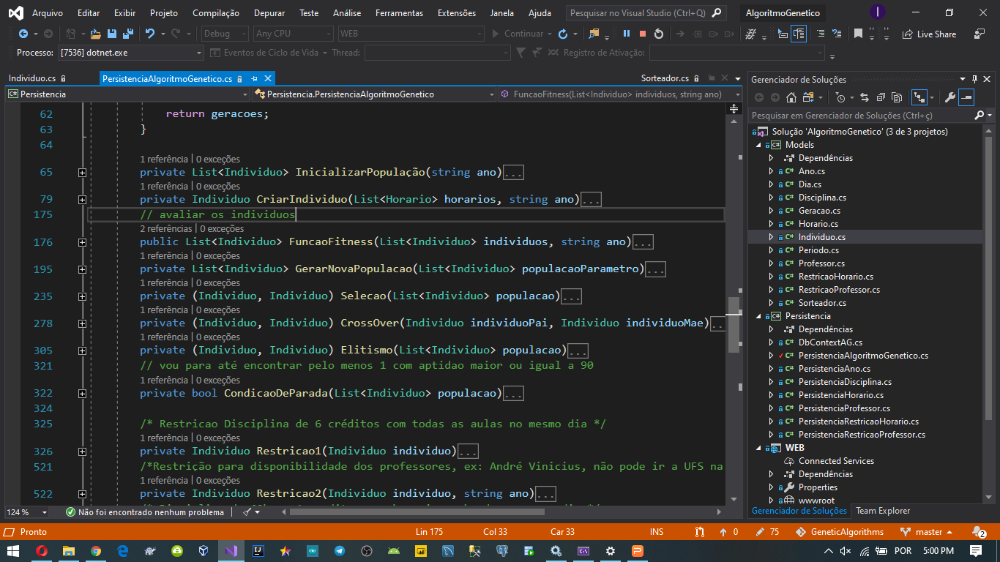 Arquivo Editar Exibir Projeto Compilação Depurar Teste Análise Ferramentas Extensões Janela Ajuda Pesquisar no Visual Studio (Ctrl+Q) AlgoritmoGenetico I
Debug Any CPU WEB Continuar Live Share
Processo: [7536] dotnet.exe Eventos de Ciclo de Vida Thread: Registro de Ativação:
Individuo.cs PersistenciaAlgoritmoGenetico.cs Sorteador.cs
C# Persistencia Persistencia.PersistenciaAlgoritmoGenetico FuncaoFitness(List<Individuo> individuos, string ano)
62 return geracoes;
63 }
64
1 referência | 0 exceções
65 private List<Individuo> InicializarPopulação(string ano)...
1 referência | 0 exceções
79 private Individuo CriarIndividuo(List<Horario> horarios, string ano)...
175 // avaliar os individuos
2 referências | 0 exceções
176 public List<Individuo> FuncaoFitness(List<Individuo> individuos, string ano)...
1 referência | 0 exceções
195 private List<Individuo> GerarNovaPopulacao(List<Individuo> populacaoParametro)...
1 referência | 0 exceções
235 private (Individuo, Individuo) Selecao(List<Individuo> populacao)...
1 referência | 0 exceções
278 private (Individuo, Individuo) CrossOver(Individuo individuoPai, Individuo individuoMae)..
1 referência | 0 exceções
305 private (Individuo, Individuo) Elitismo(List<Individuo> populacao)...
321 // vou para até encontrar pelo menos 1 com aptidao maior ou igual a 90
1 referência | 0 exceções
322 private bool CondicaoDeParada(List<Individuo> populacao)...
324
325 /* Restricao Disciplina de 6 créditos com todas as aulas no mesmo dia */
1 referência | 0 exceções
326 private Individuo Restricao1(Individuo individuo)...
521 /*Restrição para disponibilidade dos professores, ex: André Vinicius, não pode ir a UFS na
1 referência | 0 exceções
522 private Individuo Restricao2(Individuo individuo, string ano)...
124 % Não foi encontrado nenhum problema
Gerenciador de Soluções
Pesquisar em Gerenciador de Soluções (Ctrl+ç)
Solução 'AlgoritmoGenetico' (3 de 3 projetos)
C# Models
Dependências
C# Ano.cs
C# Dia.cs
C# Disciplina.cs
C# Geracao.cs
C# Horario.cs
C# Individuo.cs
C# Periodo.cs
C# Professor.cs
C# RestricaoHorario.cs
C# RestricaoProfessor.cs
C# Sorteador.cs
C# Persistencia
Dependências
C# DbContextAG.cs
C# PersistenciaAlgoritmoGenetico.cs
C# PersistenciaAno.cs
C# PersistenciaDisciplina.cs
C# PersistenciaHorario.cs
C# PersistenciaProfessor.cs
C# PersistenciaRestricaoHorario.cs
C# PersistenciaRestricaoProfessor.cs
WEB
Connected Services
Dependências
Properties
wwwroot
Gerenciador de Soluções Team Explorer
Pronto Lin 175 Col 33 Car 33 INS 0 75 GeneticAlgorithms master 2
POR 5:00 PM